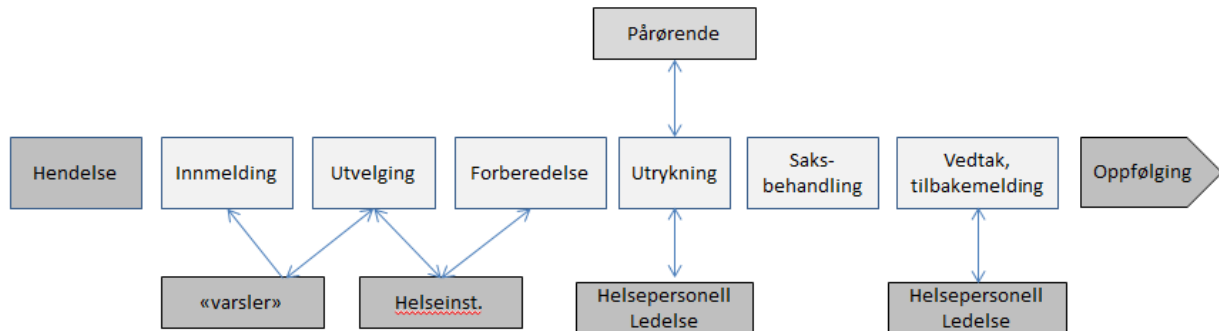 Pårørende
Hendelse
Innmelding
Utvelging
Forberedelse
Utrykning
Saks-
behandling
Vedtak,
tilbakemelding
Oppfølging
«varsler»
Helseinst.
Helsepersonell
Ledelse
Helsepersonell
Ledelse